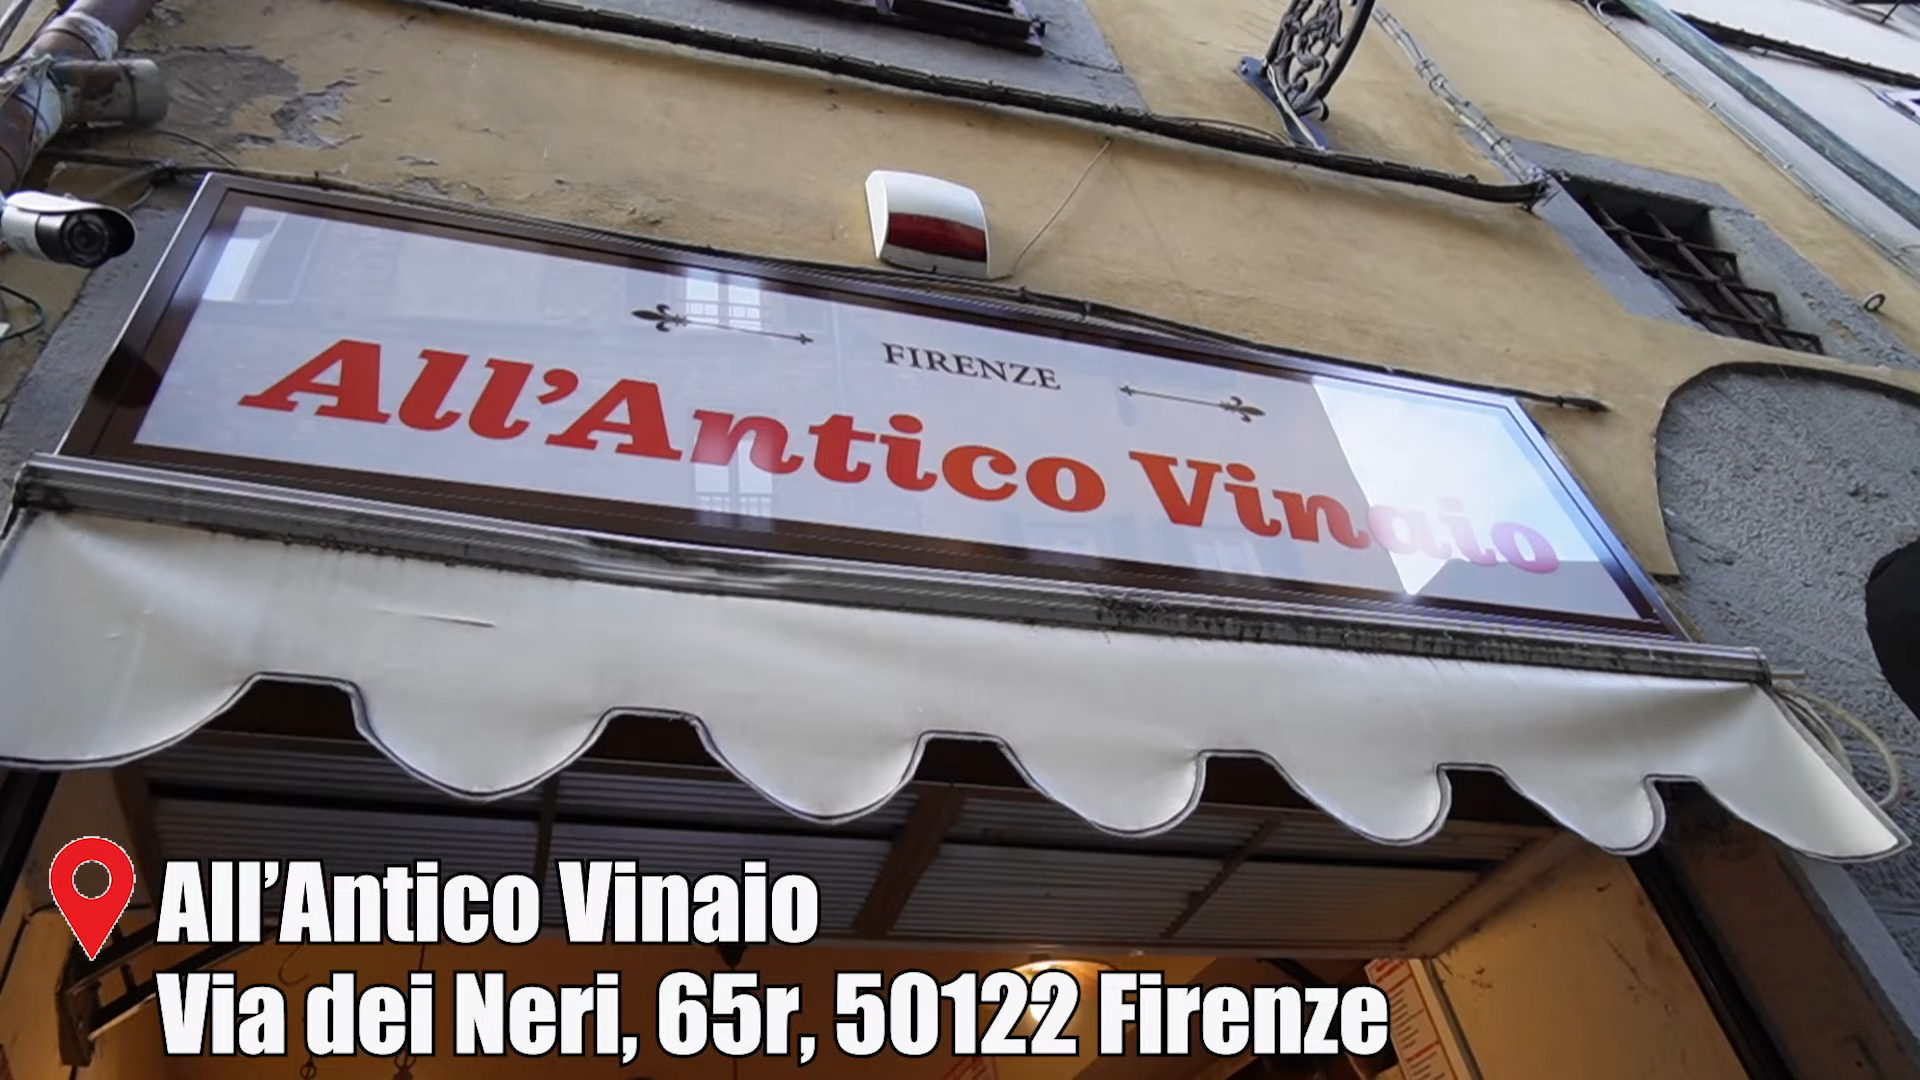 FIRENZE
All'Antico Vinaio
All’Antico Vinaio
Via dei Neri, 65r, 50122 Firenze